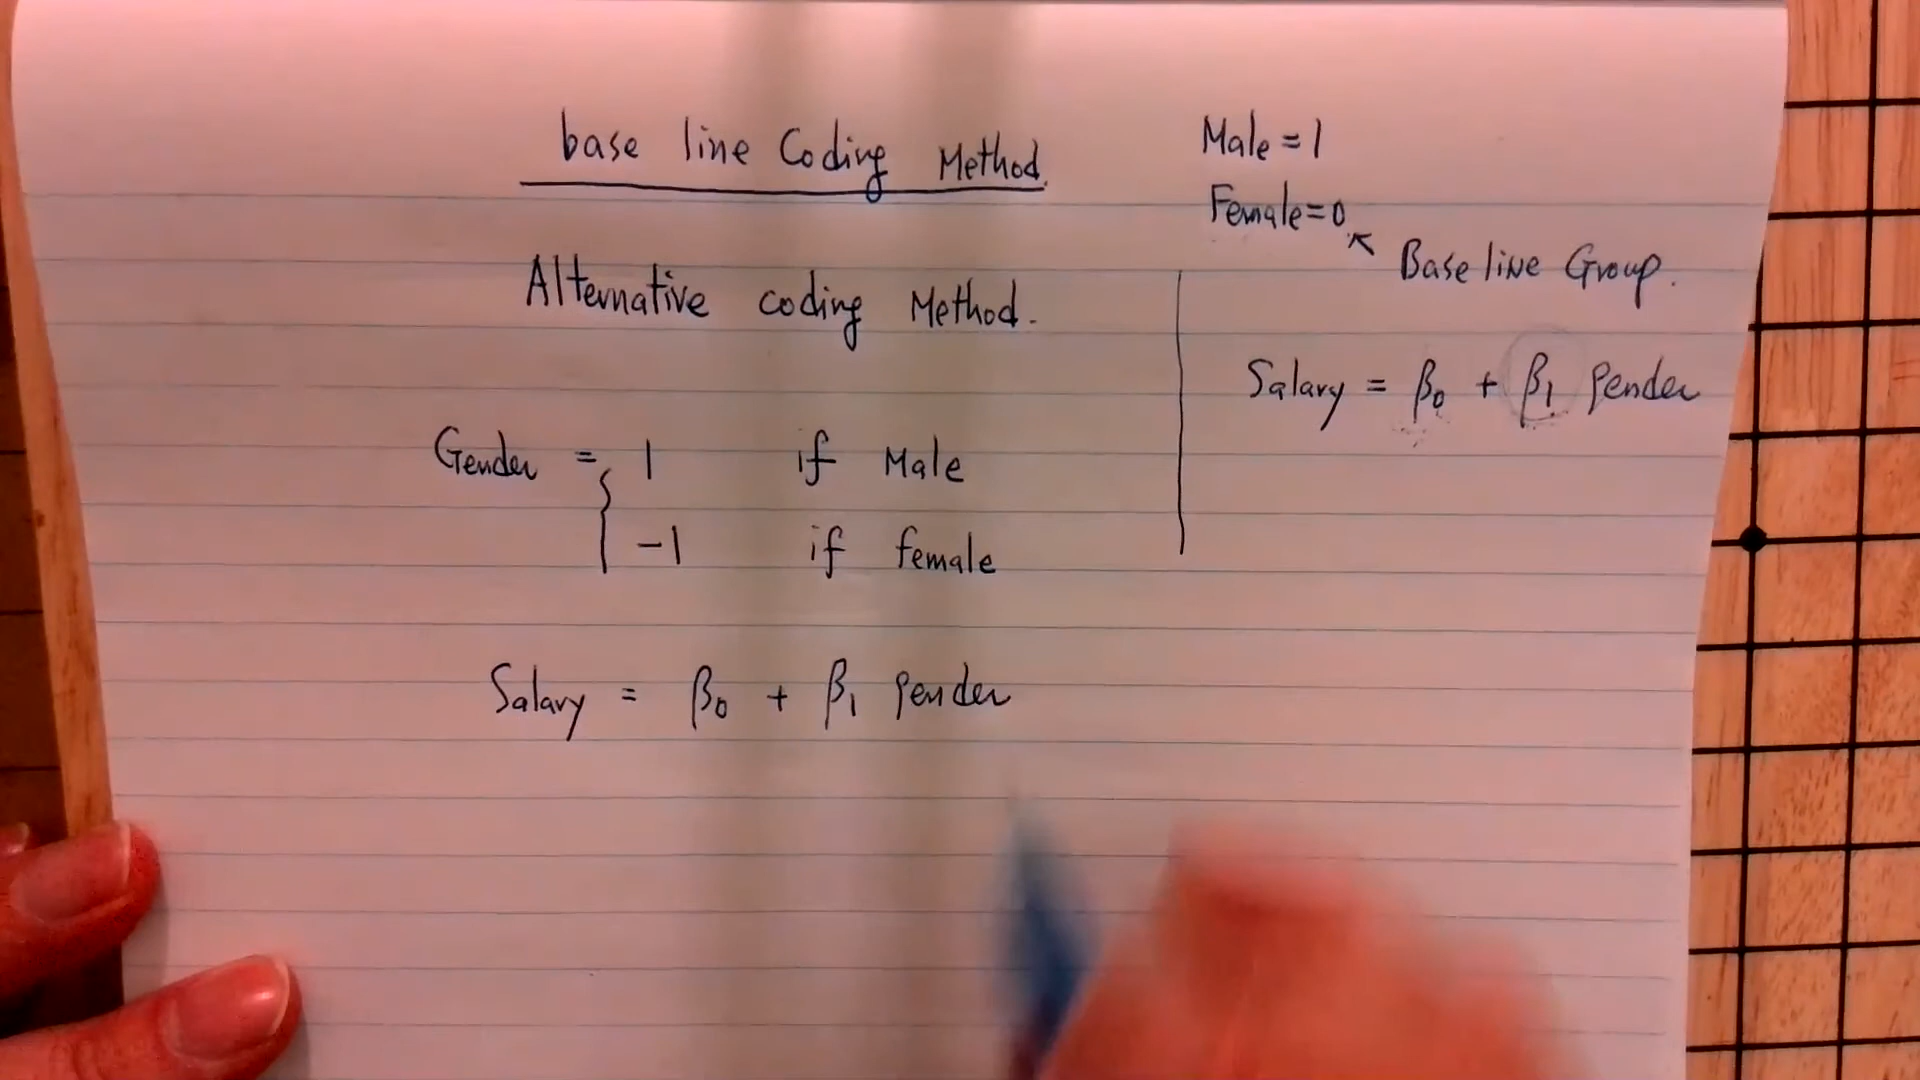 base line Coding Method.
Alternative coding Method.
Gender = { 1 if Male
-1 if female
Salary = β0 + β1 gender
Male = 1
Female = 0
Base line Group.
Salary = β0 + β1 gender